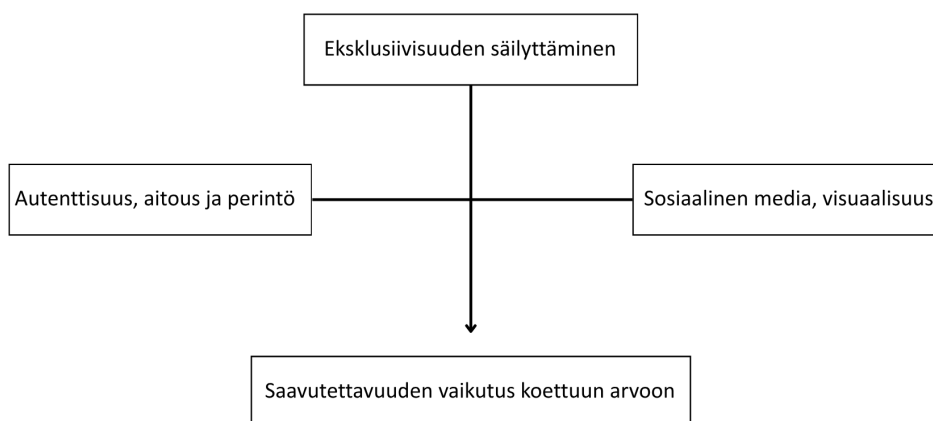 Eksklusiivisuuden säilyttäminen
Autenttisuus, aitous ja perintö
Sosiaalinen media, visuaalisuus
Saavutettavuuden vaikutus koettuun arvoon